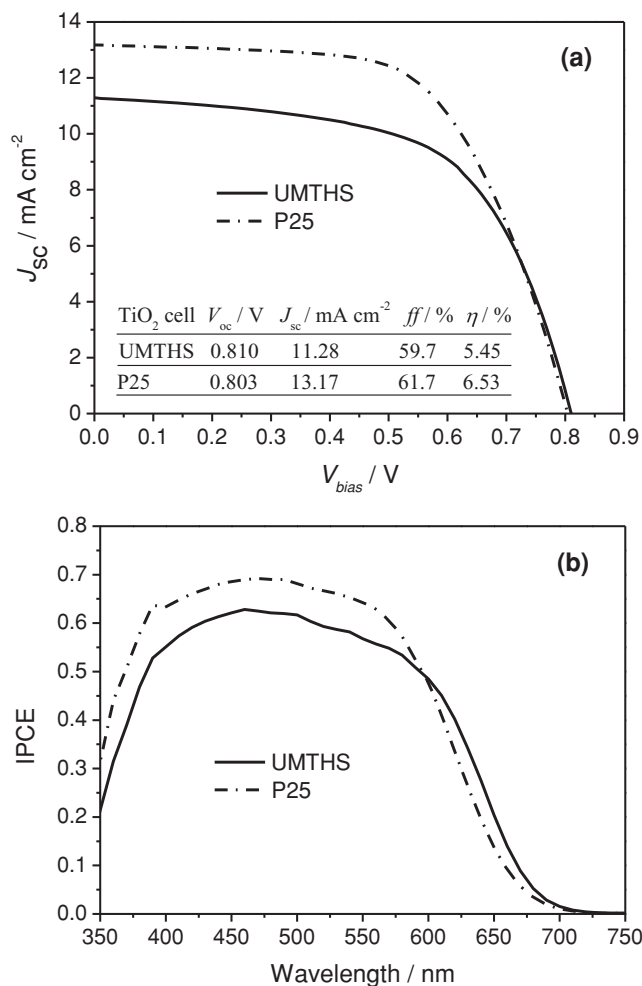 (a)
14
12
10
8
6
4
2
0
J_SC / mA cm⁻²
UMTHS
P25
TiO₂ cell V_oc / V J_sc / mA cm⁻² ff / % η / %
UMTHS 0.810 11.28 59.7 5.45
P25 0.803 13.17 61.7 6.53
0.0 0.1 0.2 0.3 0.4 0.5 0.6 0.7 0.8 0.9
V_bias / V
(b)
0.8
0.7
0.6
0.5
0.4
0.3
0.2
0.1
0.0
IPCE
UMTHS
P25
350 400 450 500 550 600 650 700 750
Wavelength / nm